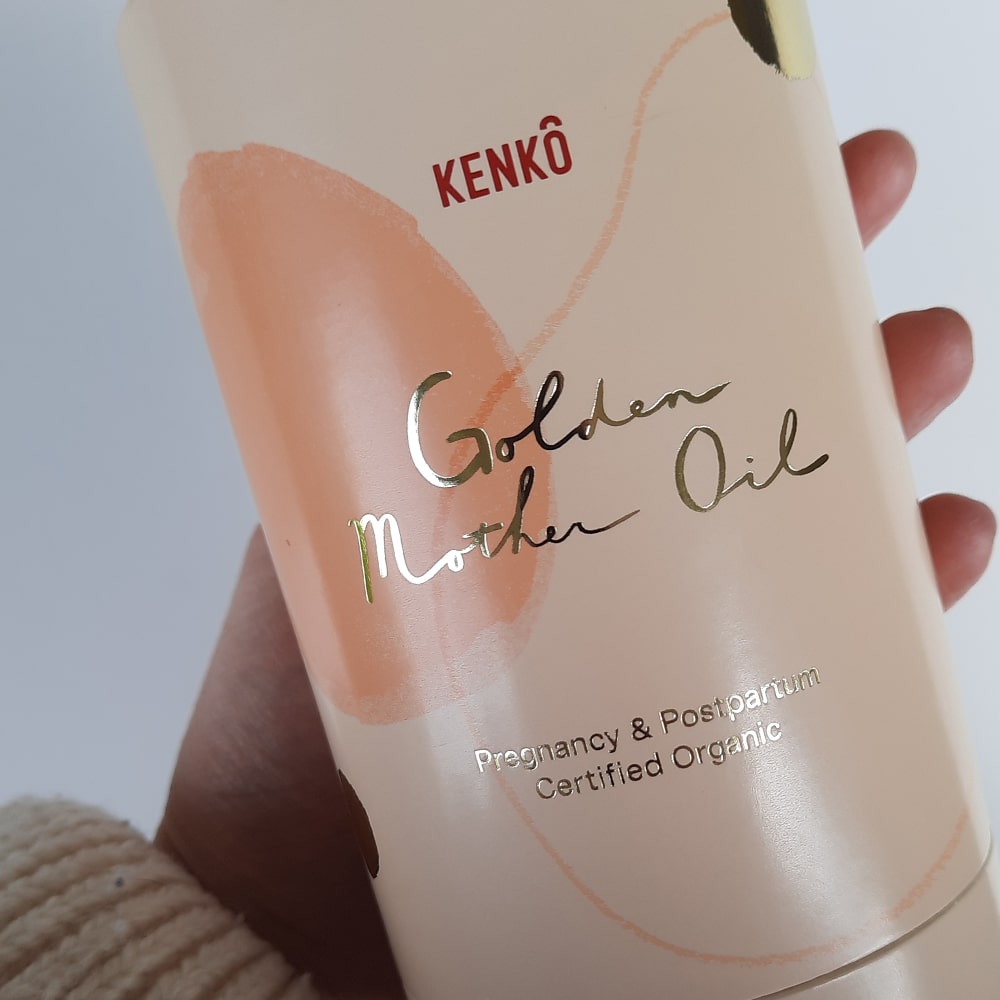 KENKÔ
Golden
Mother Oil
Pregnancy & Postpartum
Certified Organic